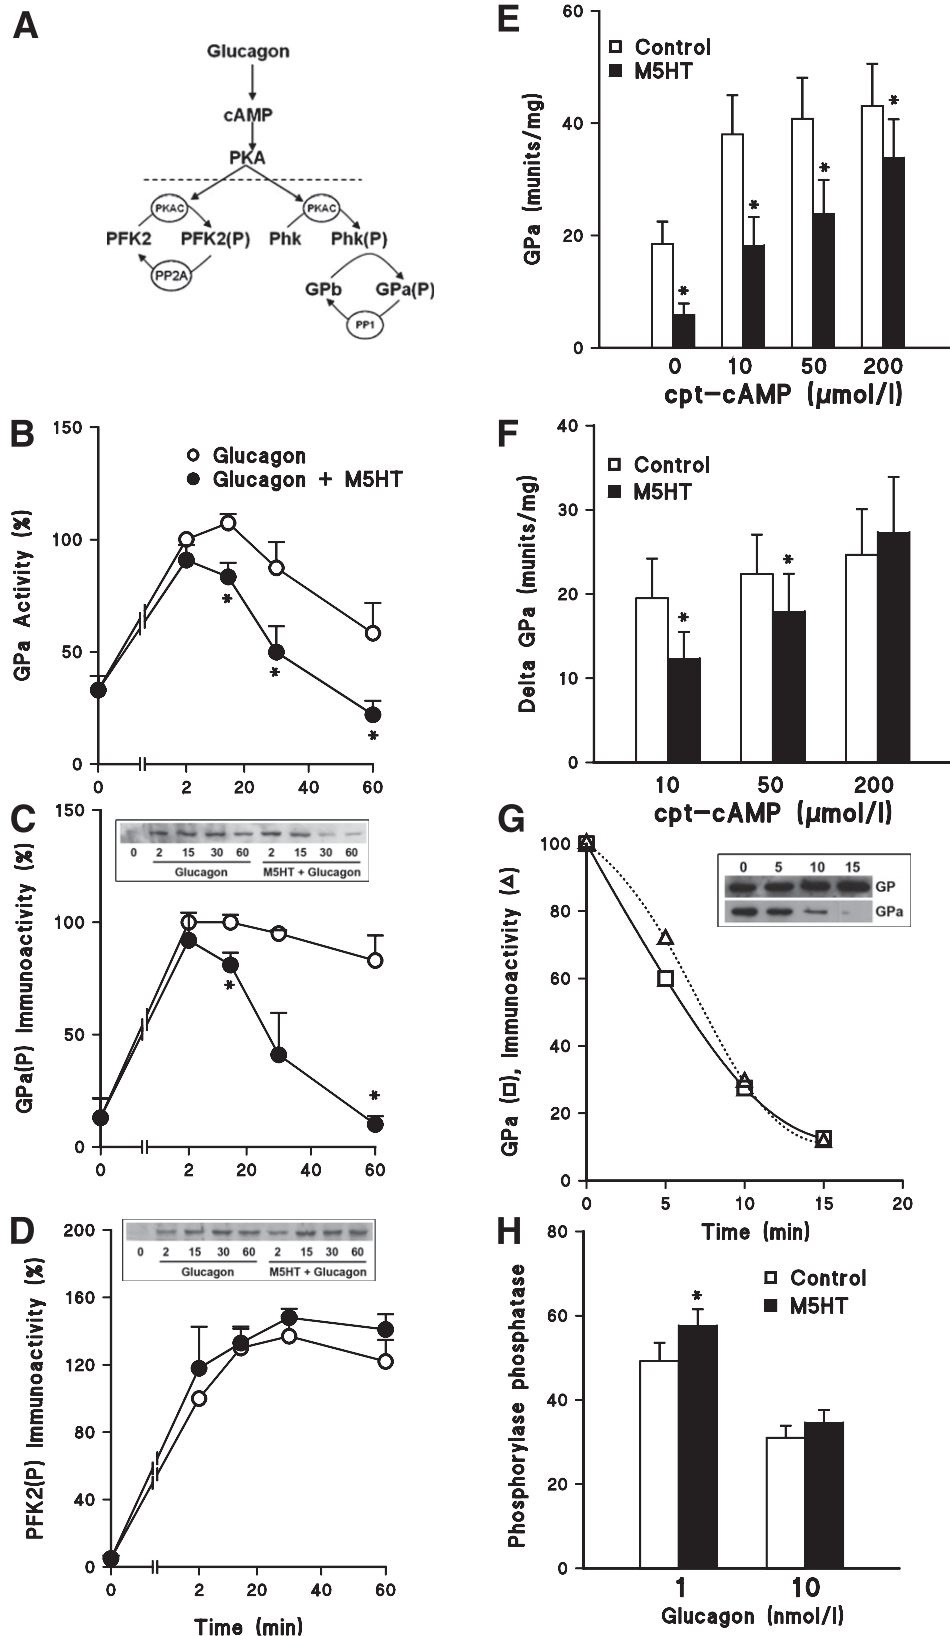 A
Glucagon
cAMP
PKA
PKAC
PKAC
PFK2 PFK2(P) Phk Phk(P)
PP2A
GPb GPa(P)
PP1
B
GPa Activity (%)
150
100
50
0
Glucagon
Glucagon + M5HT
*
*
*
0 2 20 40 60
C
GPa(P) Immunoactivity (%)
150
100
50
0
0 2 15 30 60 2 15 30 60
Glucagon M5HT + Glucagon
*
*
0 2 20 40 60
D
PFK2(P) Immunoactivity (%)
200
160
120
80
40
0
0 2 15 30 60 2 15 30 60
Glucagon M5HT + Glucagon
0 2 20 40 60
Time (min)
E
GPa (munits/mg)
60
40
20
0
Control
M5HT
*
*
*
*
0 10 50 200
cpt-cAMP (µmol/l)
F
Delta GPa (munits/mg)
40
30
20
10
0
Control
M5HT
*
*
10 50 200
cpt-cAMP (µmol/l)
G
GPa (□), Immunoactivity (△)
100
80
60
40
20
0
0 5 10 15
GP
GPa
0 5 10 15 20
Time (min)
H
Phosphorylase phosphatase
80
60
40
20
0
Control
M5HT
*
1 10
Glucagon (nmol/l)